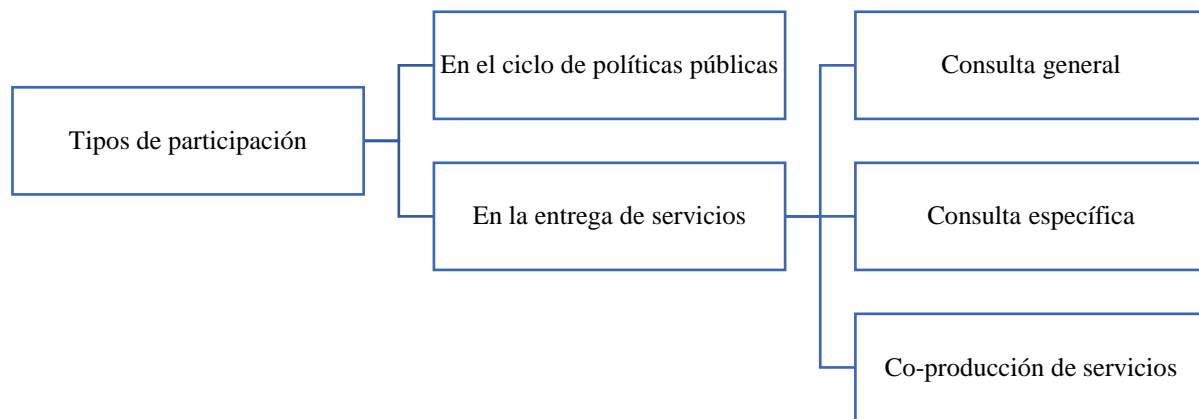 Tipos de participación
En el ciclo de políticas públicas
En la entrega de servicios
Consulta general
Consulta específica
Co-producción de servicios